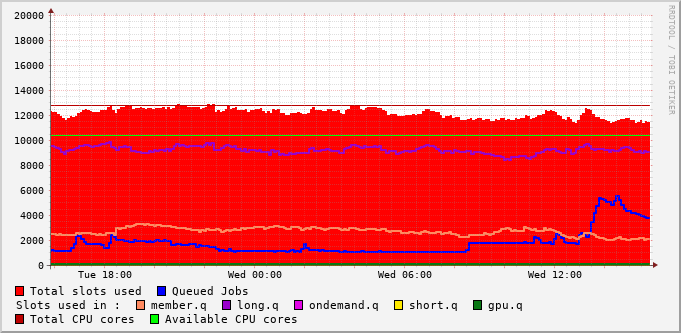 20000
18000
16000
14000
12000
10000
8000
6000
4000
2000
0
Tue 18:00 Wed 00:00 Wed 06:00 Wed 12:00
RRDTOOL / TOBI OETIKER
Total slots used Queued Jobs
Slots used in : member.q long.q ondemand.q short.q gpu.q
Total CPU cores Available CPU cores